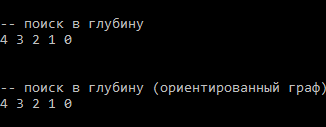 -- поиск в глубину
4 3 2 1 0
-- поиск в глубину (ориентированный граф)
4 3 2 1 0